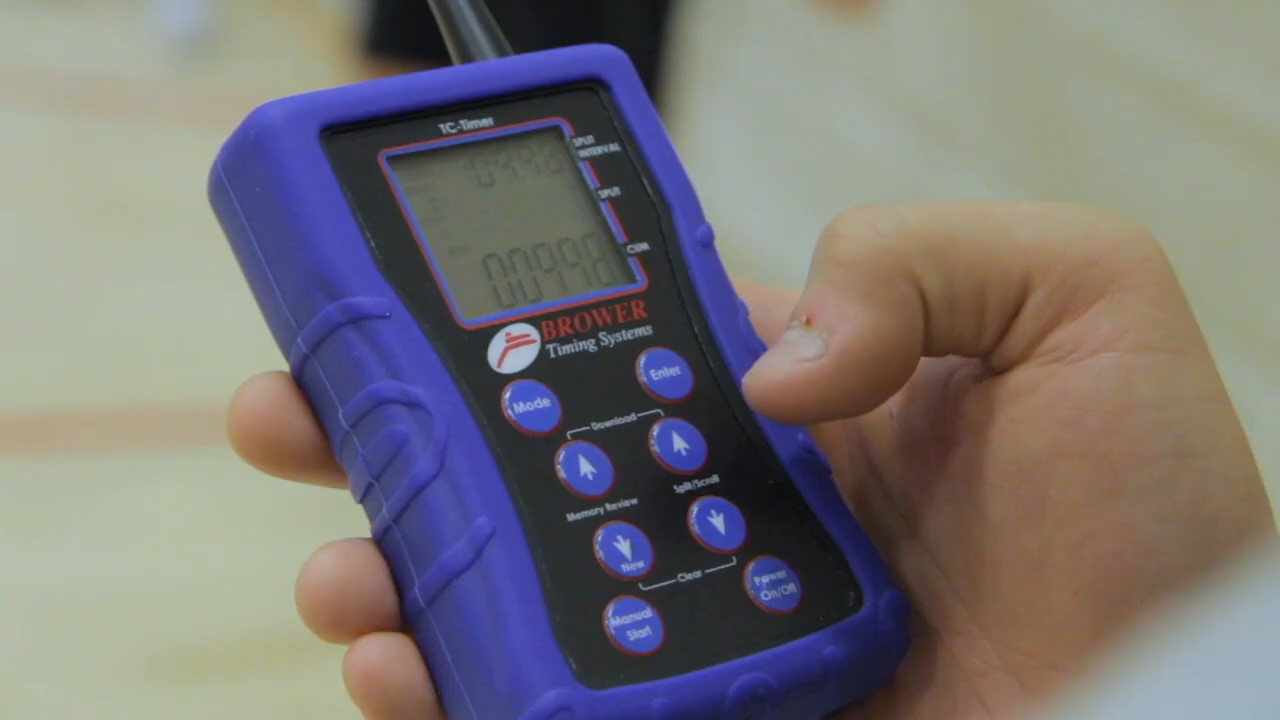 TC-Timer
SPLIT
INTERVAL
SPLIT
CUM
BROWER
Timing Systems
Mode
Enter
Download
Memory Review
Split/Scroll
New
Clear
Manual
Start
Power
On/Off